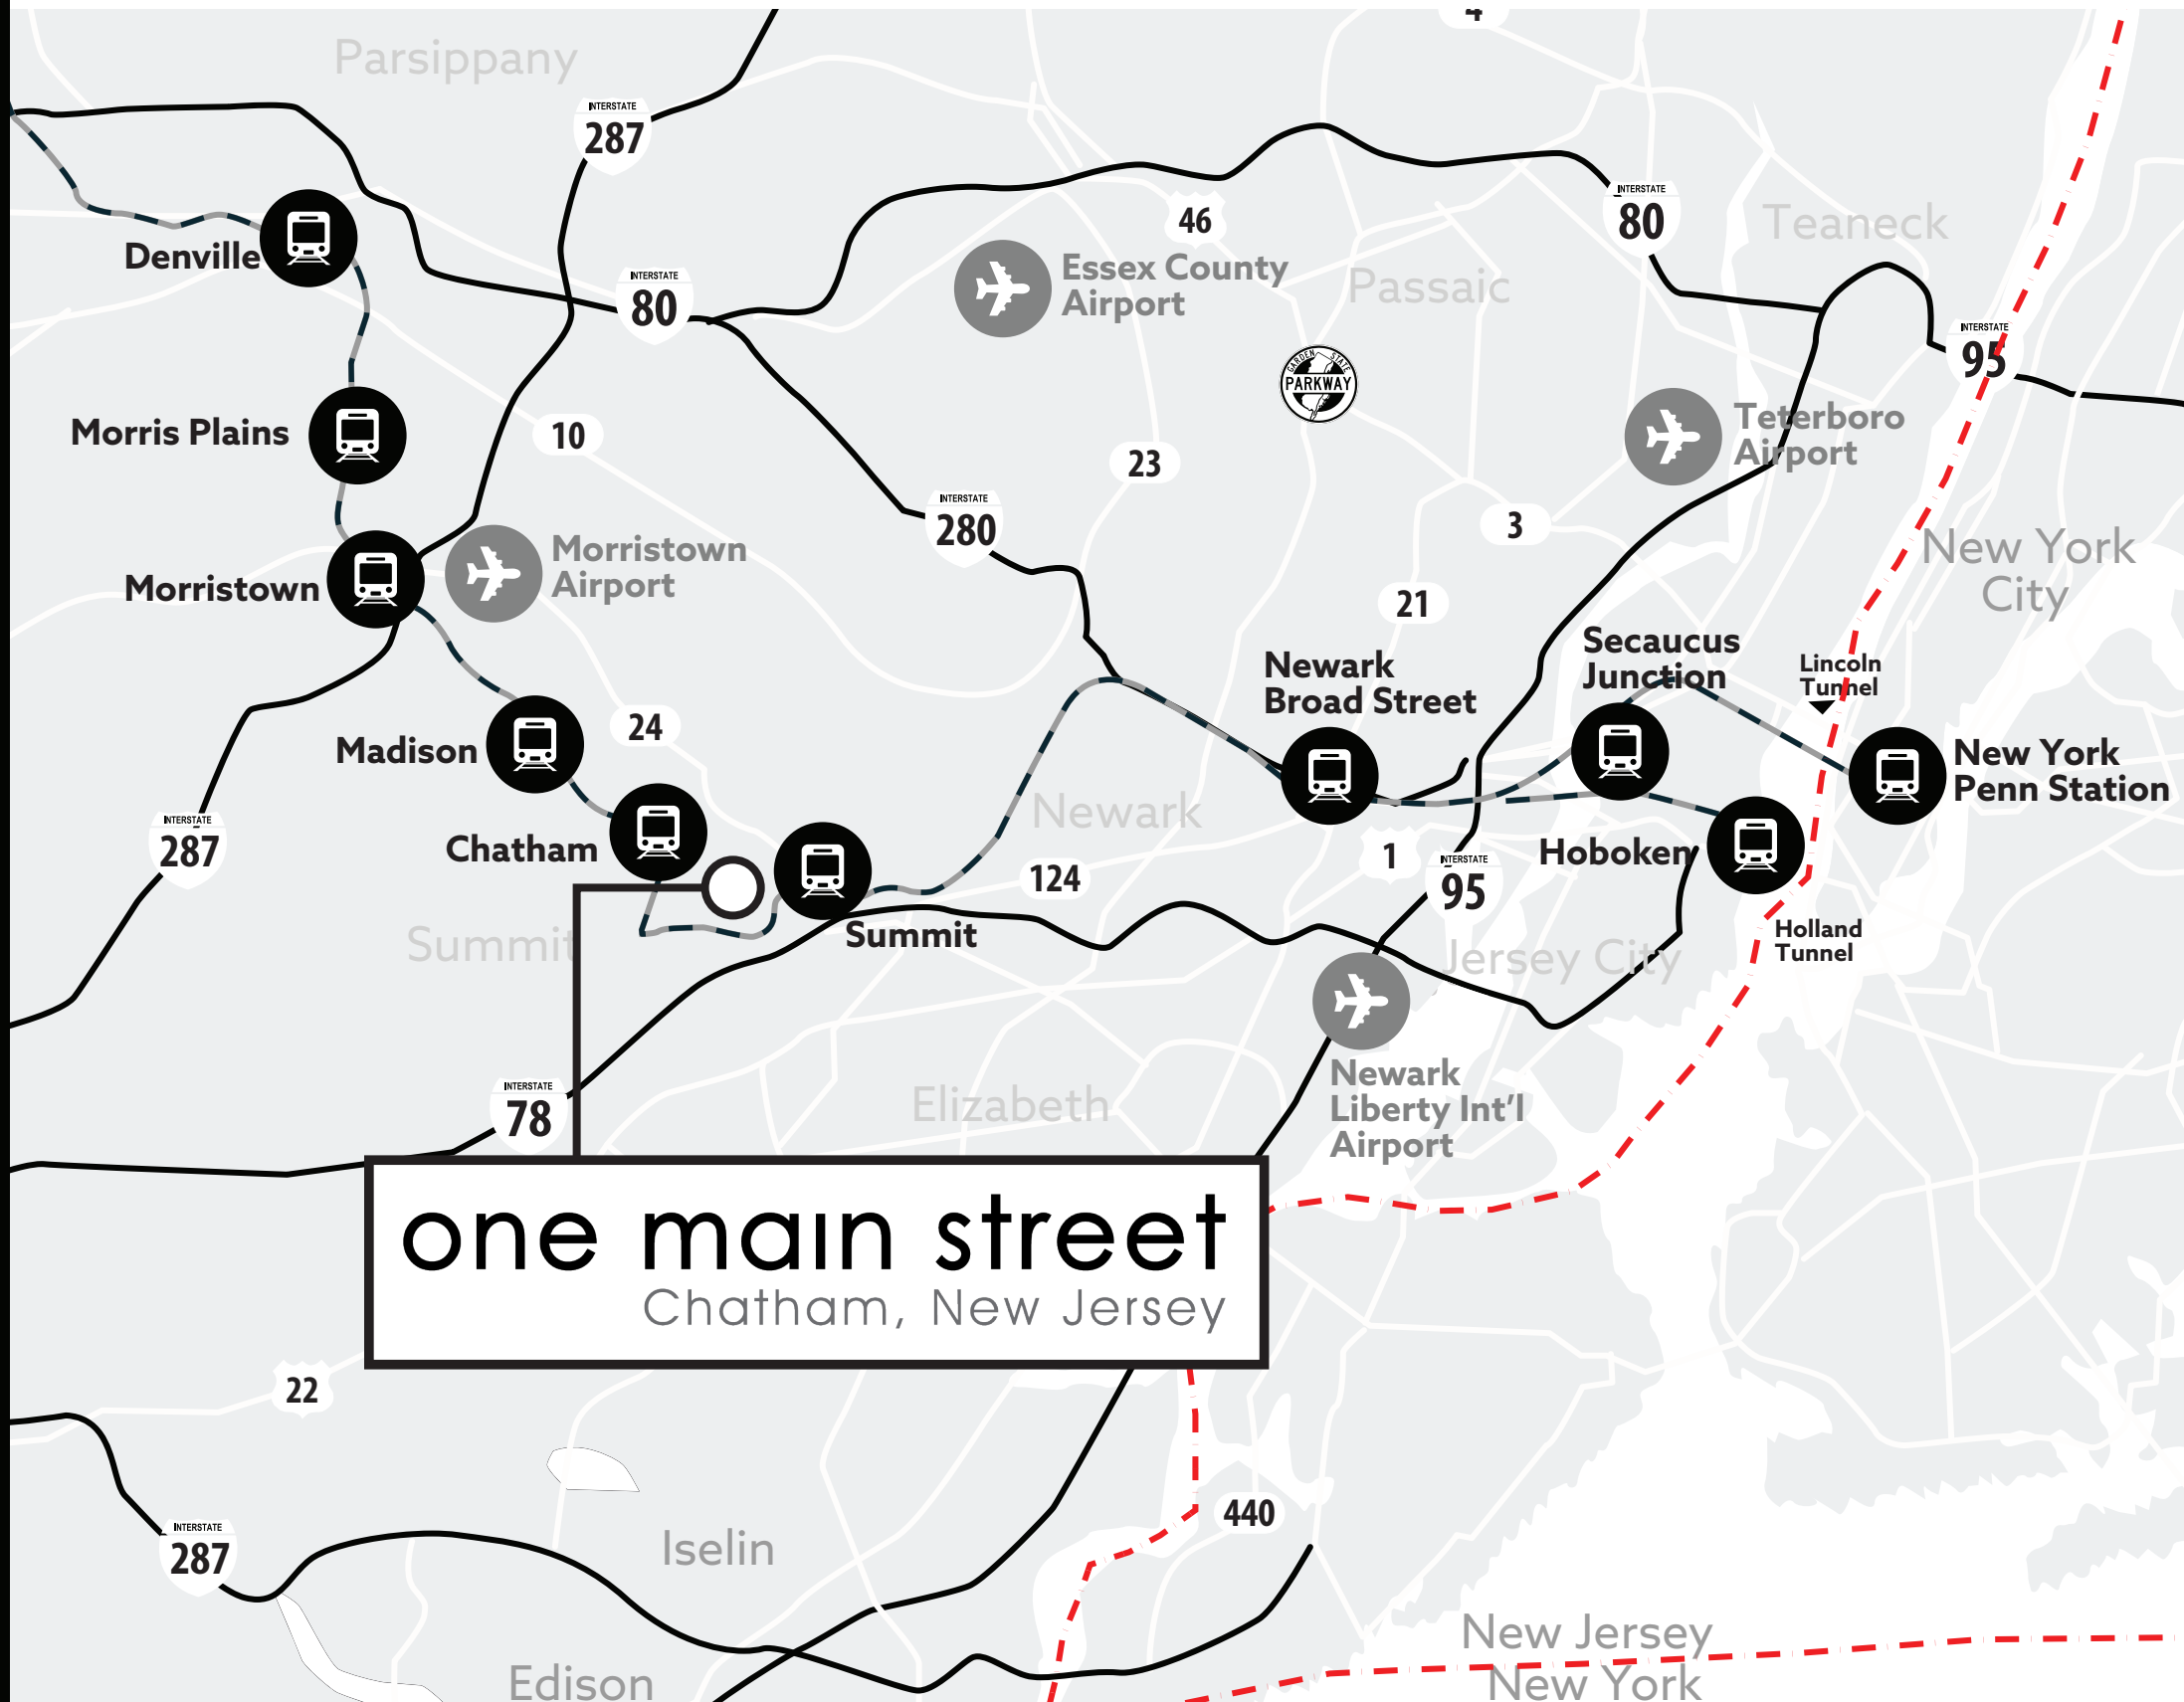 4
Parsippany
INTERSTATE
287
INTERSTATE
80
46
Teaneck
Denville
Essex County
Airport
Passaic
INTERSTATE
80
INTERSTATE
95
GARDEN STATE
PARKWAY
Morris Plains
10
23
Teterboro
Airport
INTERSTATE
280
3
Morristown
Morristown
Airport
New York
City
21
Newark
Broad Street
Secaucus
Junction
Lincoln
Tunnel
24
Madison
New York
Penn Station
Newark
Chatham
INTERSTATE
287
124
1
INTERSTATE
95
Hoboken
Summit
Summit
Holland
Tunnel
Jersey City
INTERSTATE
78
Elizabeth
Newark
Liberty Int'l
Airport
one main street
Chatham, New Jersey
22
440
INTERSTATE
287
Iselin
Edison
New Jersey
New York